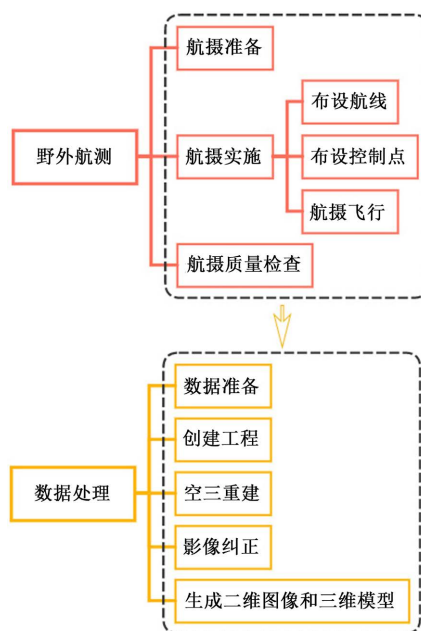 航摄准备
布设航线
野外航测
航摄实施
布设控制点
航摄飞行
航摄质量检查
数据准备
创建工程
数据处理
空三重建
影像纠正
生成二维图像和三维模型